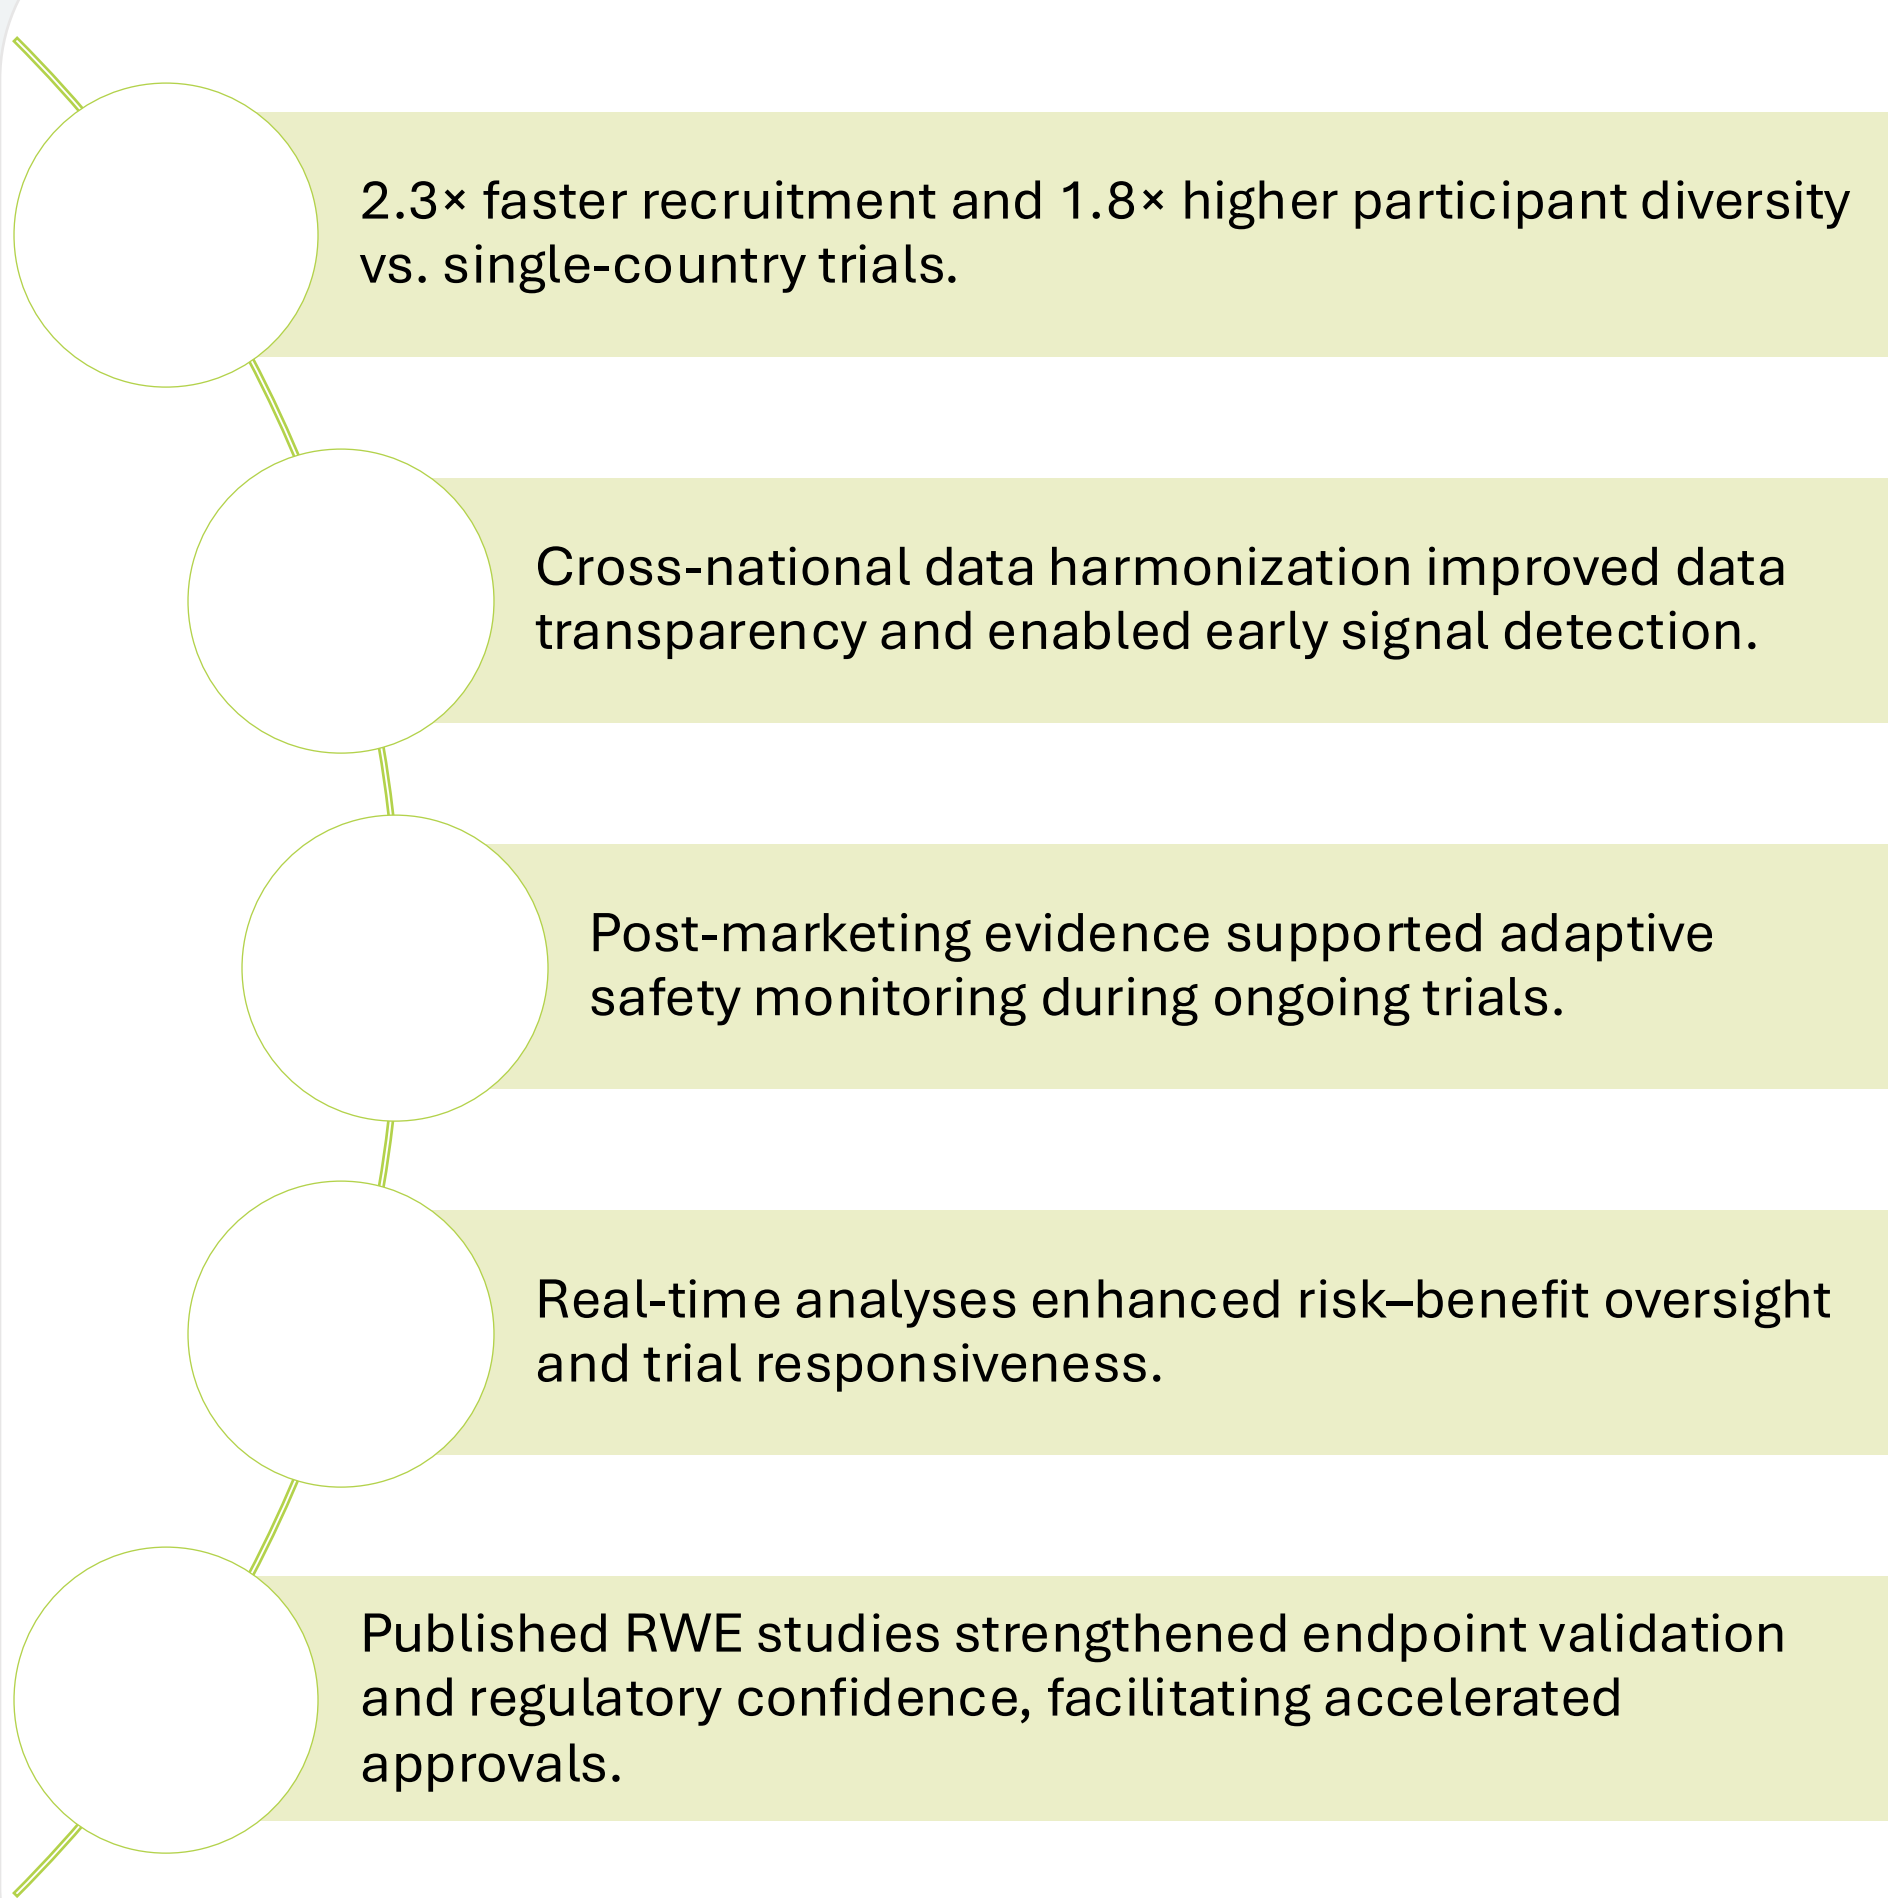 2.3× faster recruitment and 1.8× higher participant diversity
vs. single-country trials.
Cross-national data harmonization improved data
transparency and enabled early signal detection.
Post-marketing evidence supported adaptive
safety monitoring during ongoing trials.
Real-time analyses enhanced risk–benefit oversight
and trial responsiveness.
Published RWE studies strengthened endpoint validation
and regulatory confidence, facilitating accelerated
approvals.